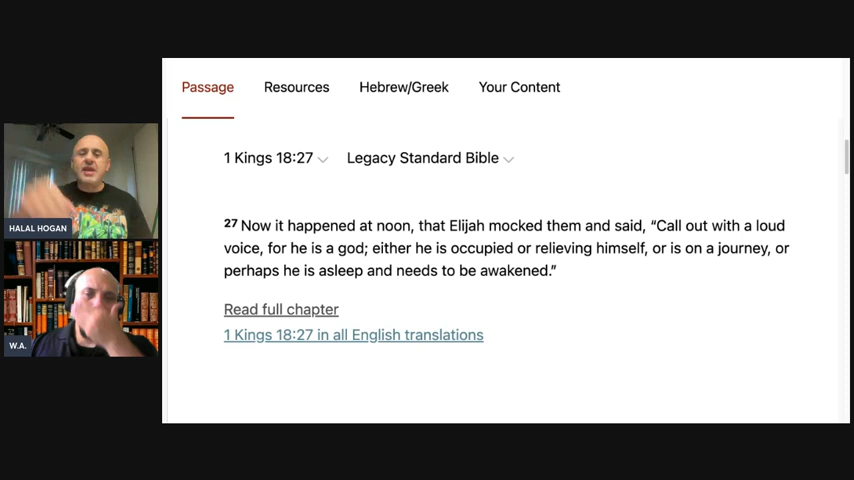 Passage Resources Hebrew/Greek Your Content
1 Kings 18:27 Legacy Standard Bible
27 Now it happened at noon, that Elijah mocked them and said, “Call out with a loud
voice, for he is a god; either he is occupied or relieving himself, or is on a journey, or
perhaps he is asleep and needs to be awakened.”
Read full chapter
1 Kings 18:27 in all English translations
HALAL HOGAN
W.A.